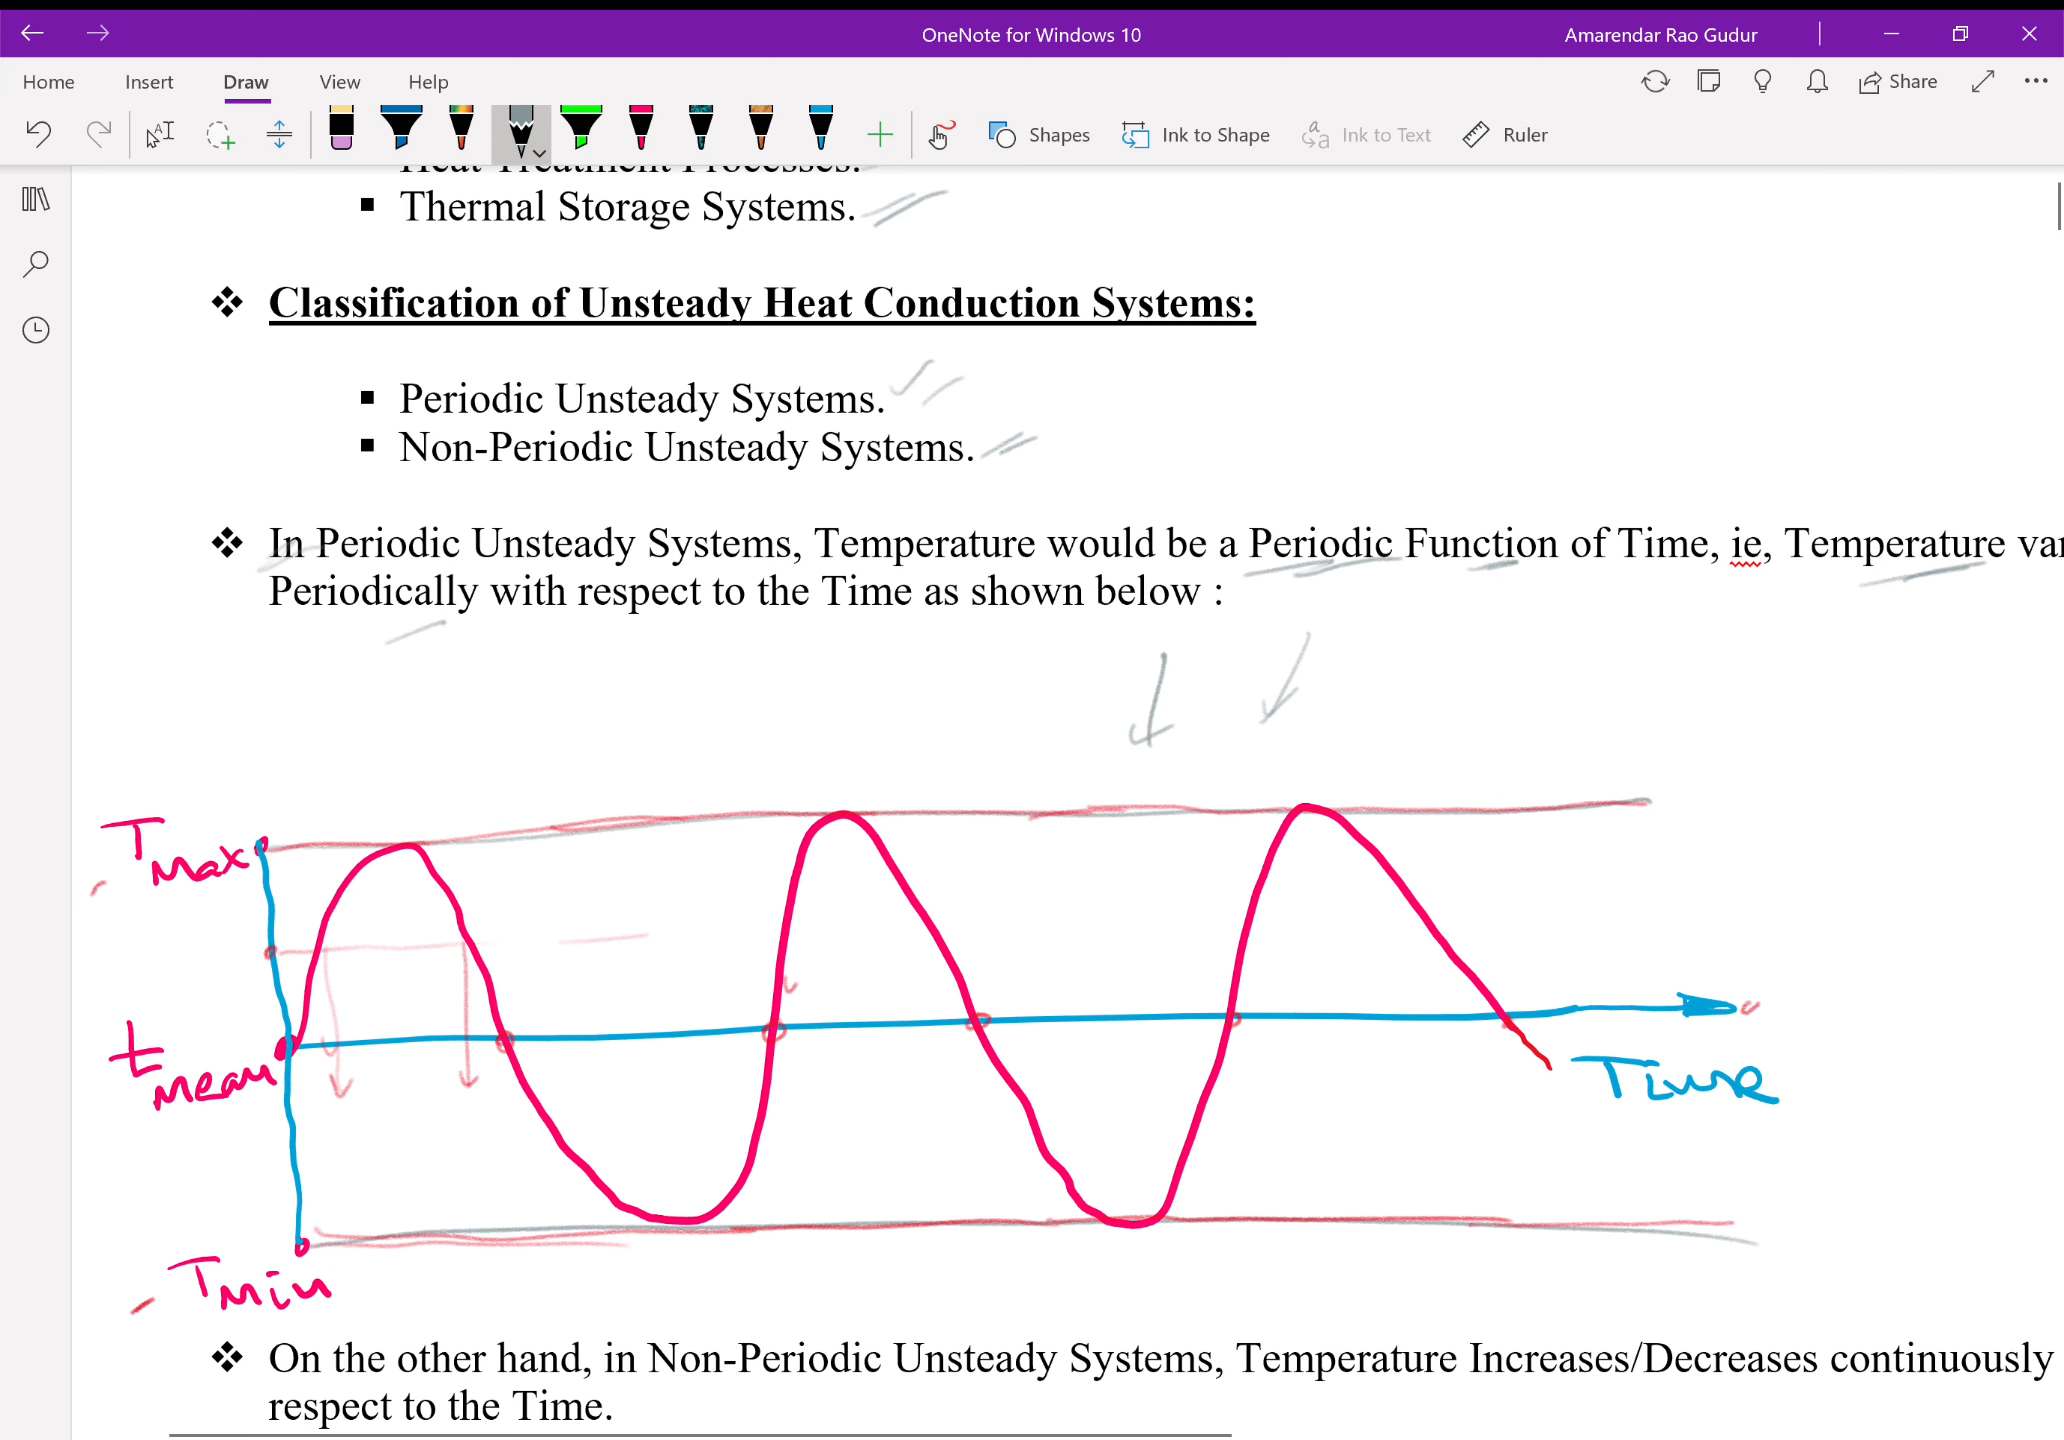 OneNote for Windows 10
Amarendar Rao Gudur
Home Insert Draw View Help
Share
Shapes Ink to Shape Ink to Text Ruler
Heat Treatment Processes.
▪ Thermal Storage Systems.
❖ Classification of Unsteady Heat Conduction Systems:
▪ Periodic Unsteady Systems.
▪ Non-Periodic Unsteady Systems.
❖ In Periodic Unsteady Systems, Temperature would be a Periodic Function of Time, ie, Temperature
Periodically with respect to the Time as shown below :
Tmax
tmean
Time
Tmin
❖ On the other hand, in Non-Periodic Unsteady Systems, Temperature Increases/Decreases continuously
respect to the Time.